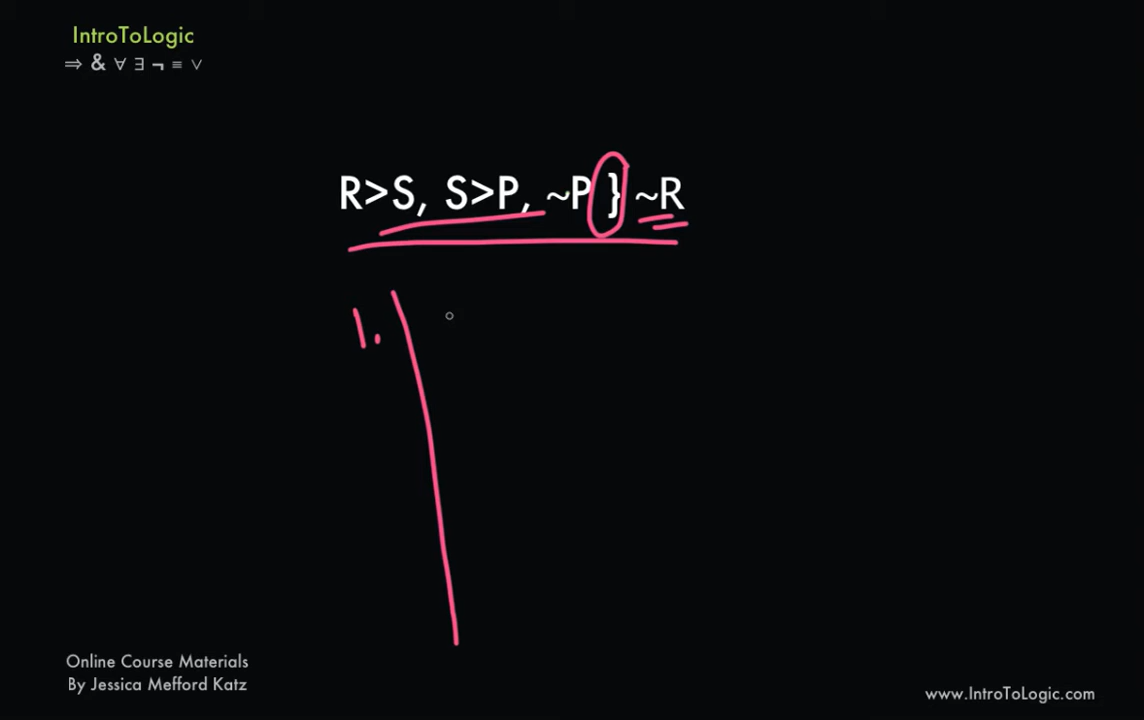 IntroToLogic
⇒ & ∀ ∃ ¬ ≡ ∨
R>S, S>P, ~P } ~R
1.
Online Course Materials
By Jessica Mefford Katz
www.IntroToLogic.com